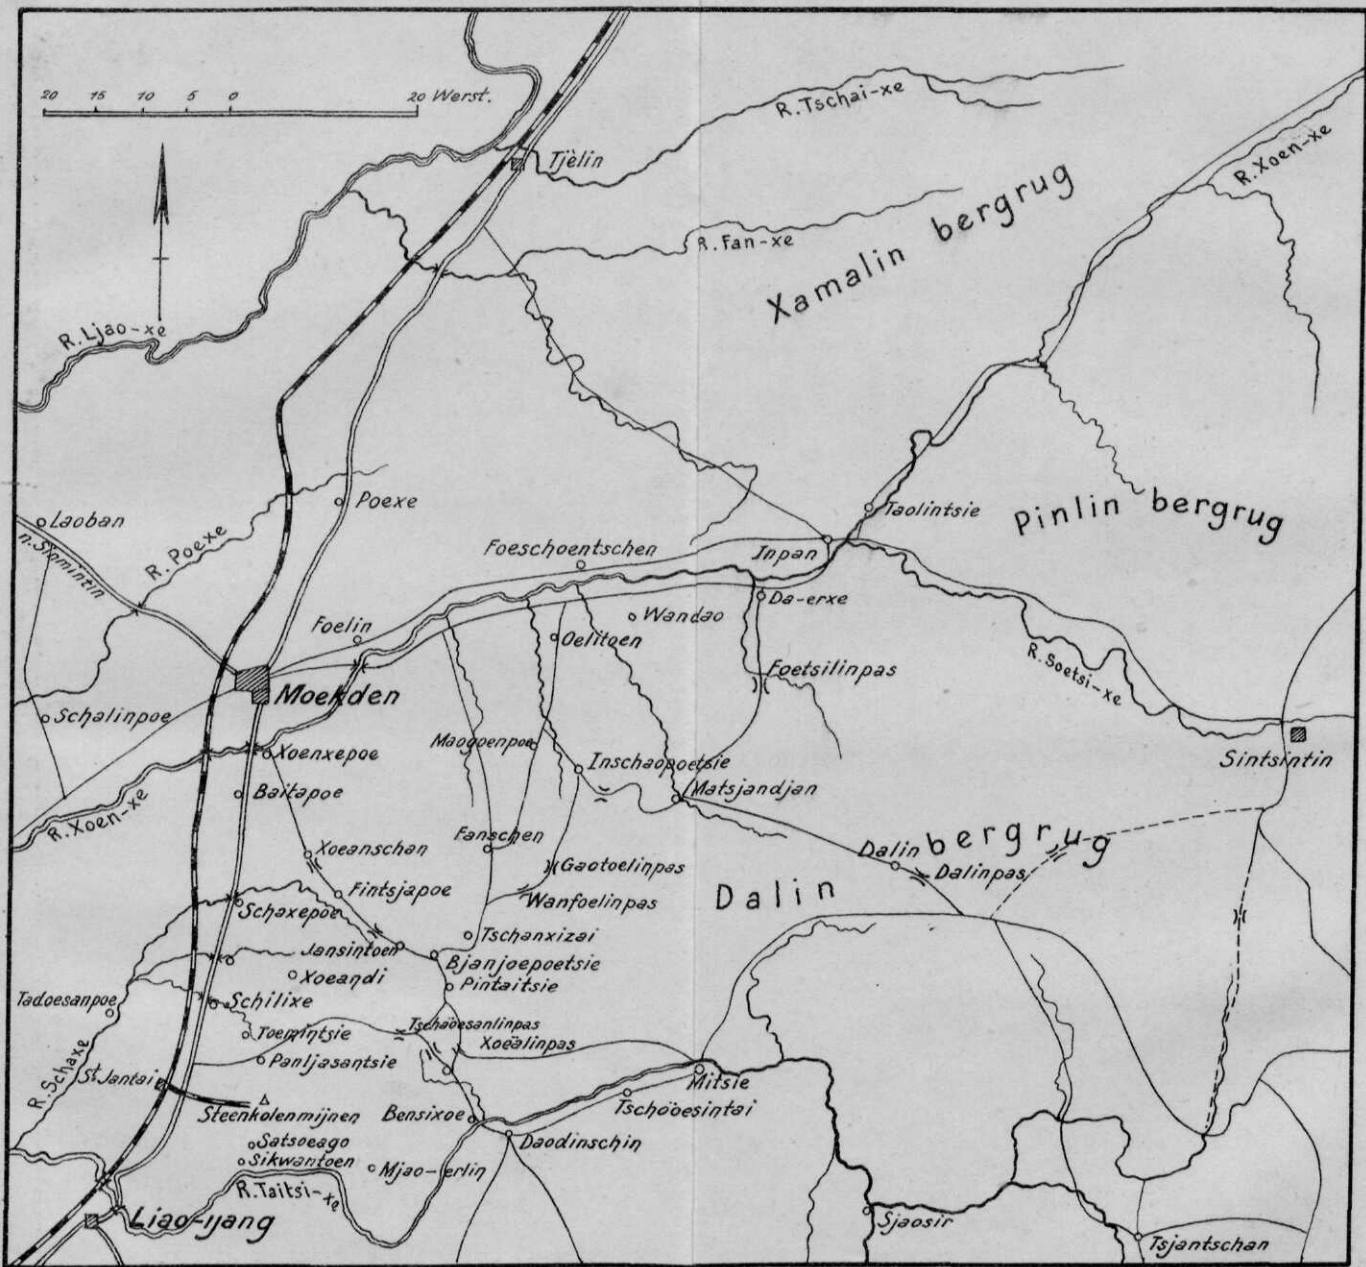 20 15 10 5 0 20 Werst.
R. Tschai-xe
Tjelin
R. Xoen-xe
Xamalin bergrug
R. Fan-xe
R. Ljao-xe
Poexe
Laoban
n. Sinmintin
R. Poexe
Taolintsie
Pinlin bergrug
Foeschoentschen
Inpan
Da-erxe
Foelin
Wandao
Oelitoen
R. Soetsi-xe
Foetsilinpas
Moekden
Schalinpoe
Maogoenpoe
Xoenxepoe
Inschaopoetsie
Sintsintin
Baitapoe
Matsjandjan
R. Xoen-xe
Fanschen
Xoeanschan
Gaotoelinpas
Dalin
Dalinpas
Dalin bergrug
Fintsjapoe
Wanfoelinpas
Schaxepoe
Tschanxizai
Jansintoen
Bjanjoepoetsie
Xoeandi
Pintaitsie
Tadoesanpoe
Schilixe
Toemintsie
Tschaöesanlinpas
Xoeälinpas
Panljasantsie
R. Schaxe
St. Jantai
Mitsie
Steenkolenmijnen
Bensixoe
Tschaöesintai
Satsoeago
Daodinschin
Sikwantoen
Mjao-erlin
R. Taitsi-xe
Liao-ijang
Sjaosir
Tsjantschan